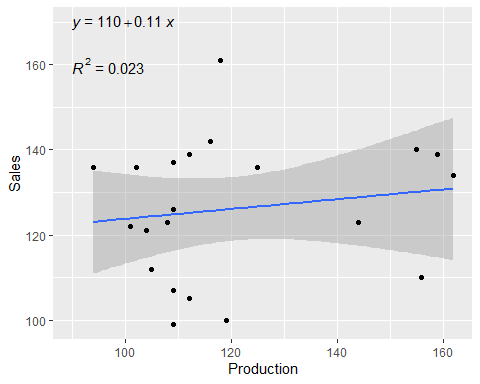 y = 110+0.11 x
R² = 0.023
160
140
120
100
Sales
100 120 140 160
Production